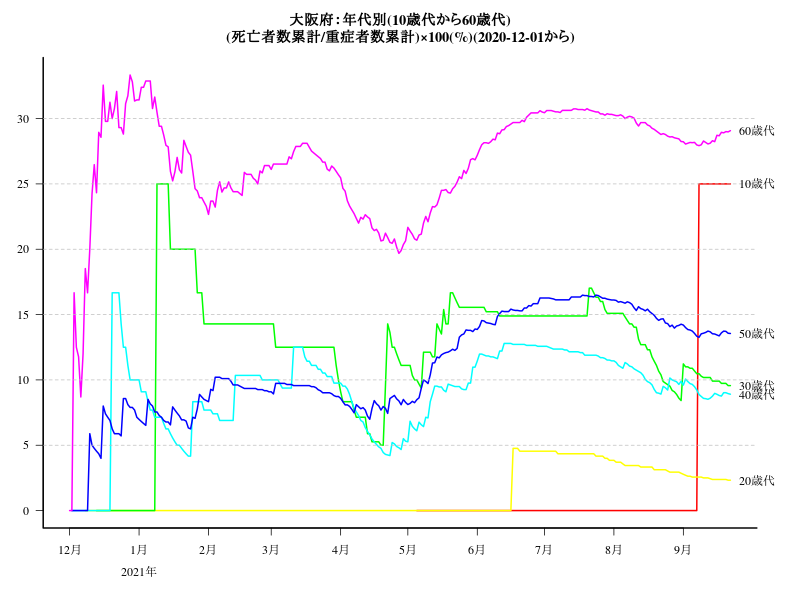 大阪府：年代別(10歳代から60歳代)
(死亡者数累計/重症者数累計)×100(%)(2020-12-01から)
30
25
20
15
10
5
0
60歳代
10歳代
50歳代
30歳代
40歳代
20歳代
12月 1月 2月 3月 4月 5月 6月 7月 8月 9月
2021年